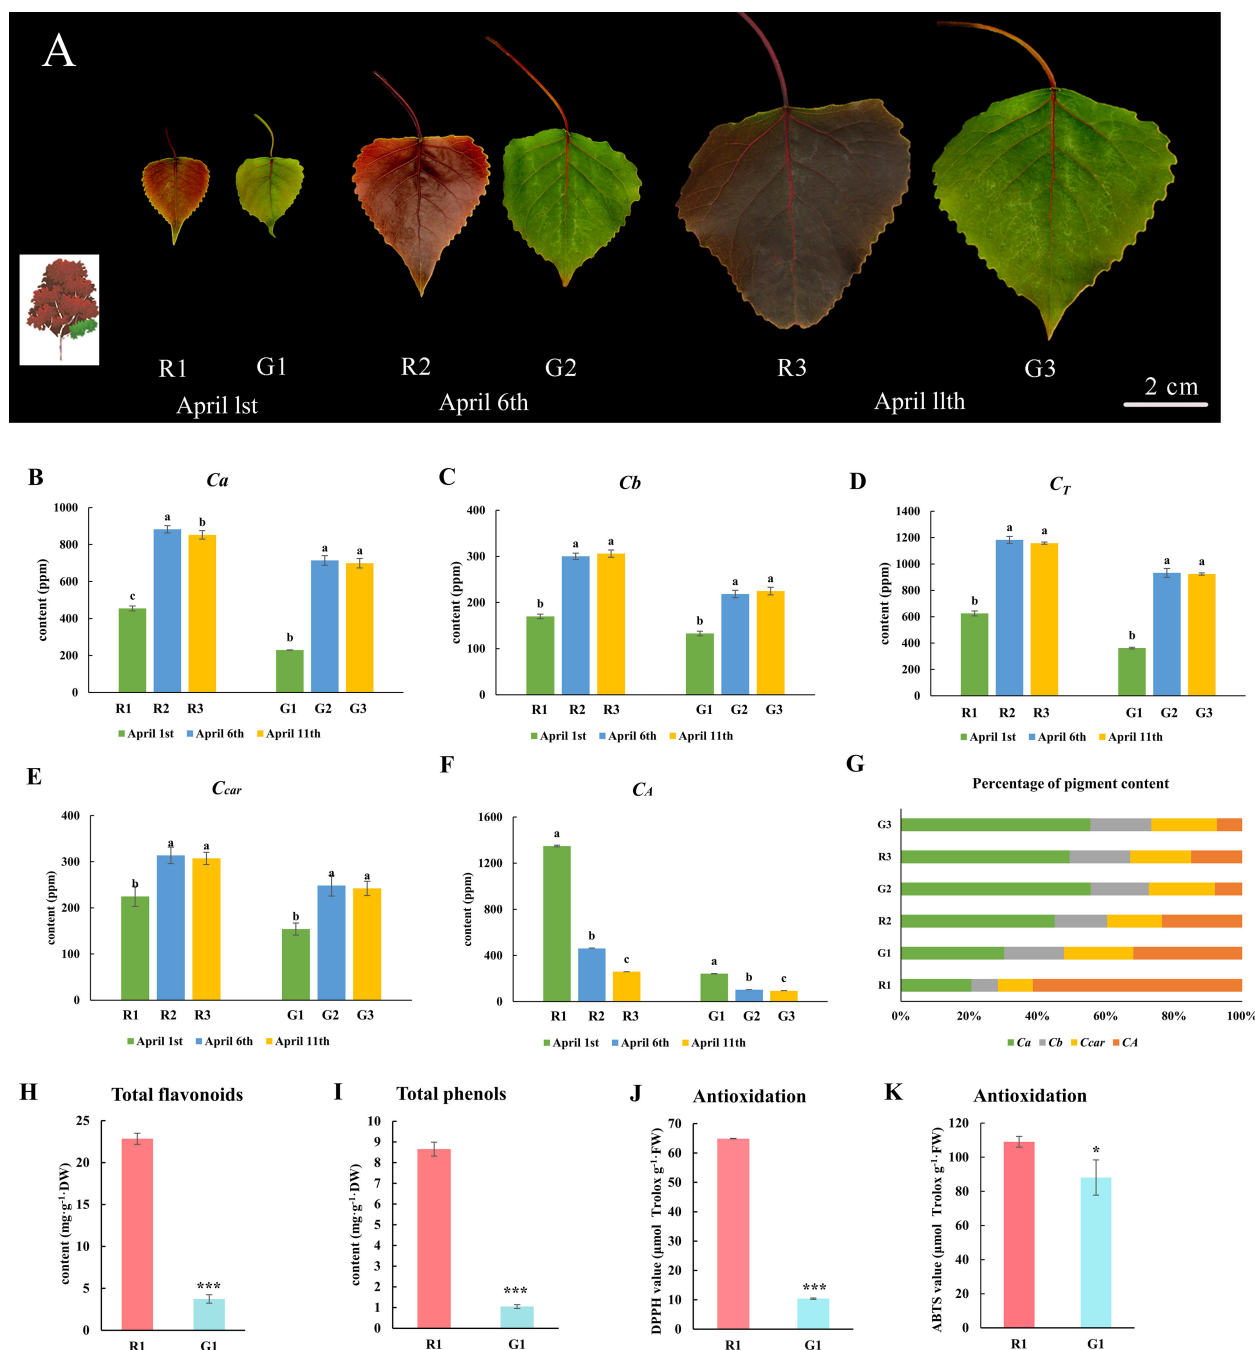 A
R1 G1 R2 G2 R3 G3
April lst April 6th April llth
2 cm
B Ca
content (ppm)
1000
800
600
400
200
0
c a b b a a
R1 R2 R3 G1 G2 G3
April 1st April 6th April 11th
C Cb
content (ppm)
400
300
200
100
0
b a a b a a
R1 R2 R3 G1 G2 G3
April 1st April 6th April 11th
D CT
content (ppm)
1400
1200
1000
800
600
400
200
0
b a a b a a
R1 R2 R3 G1 G2 G3
April 1st April 6th April 11th
E Ccar
content (ppm)
400
300
200
100
0
b a a b a a
R1 R2 R3 G1 G2 G3
April 1st April 6th April 11th
F CA
content (ppm)
1600
1200
800
400
0
a b c a b c
R1 R2 R3 G1 G2 G3
April 1st April 6th April 11th
G
Percentage of pigment content
G3
R3
G2
R2
G1
R1
0% 20% 40% 60% 80% 100%
Ca Cb Ccar CA
H Total flavonoids
content (mg·g-1·DW)
25
20
15
10
5
0
***
R1 G1
I Total phenols
content (mg·g-1·DW)
10
9
8
7
6
5
4
3
2
1
0
***
R1 G1
J Antioxidation
DPPH value (μmol Trolox g-1·FW)
70
60
50
40
30
20
10
0
***
R1 G1
K Antioxidation
ABTS value (μmol Trolox g-1·FW)
120
100
80
60
40
20
0
*
R1 G1